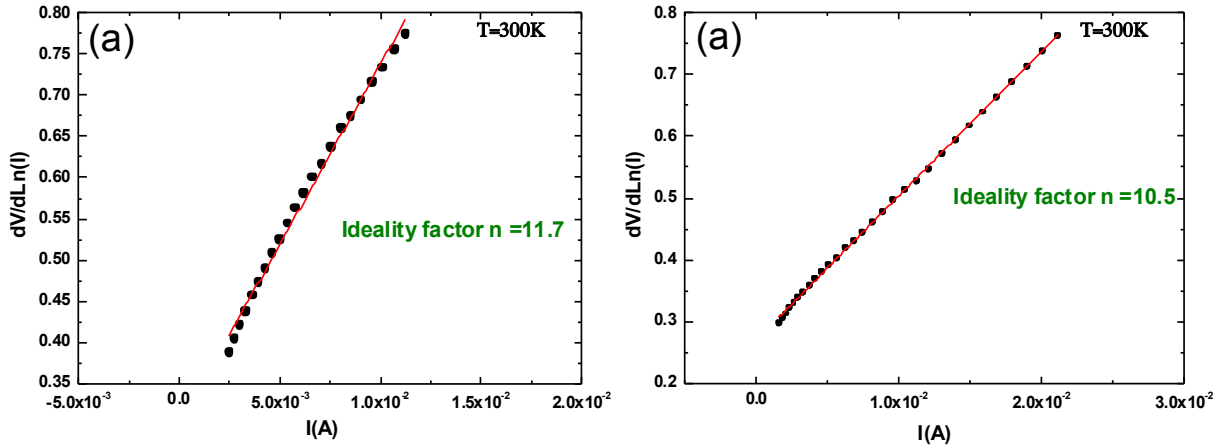 (a)
T=300K
0.80
0.75
0.70
0.65
0.60
0.55
0.50
0.45
0.40
0.35
dV/dLn(I)
Ideality factor n =11.7
-5.0x10⁻³
0.0
5.0x10⁻³
1.0x10⁻²
1.5x10⁻²
2.0x10⁻²
I(A)
(a)
T=300K
0.8
0.7
0.6
0.5
0.4
0.3
0.2
dV/dLn(I)
Ideality factor n =10.5
0.0
1.0x10⁻²
2.0x10⁻²
3.0x10⁻²
I(A)